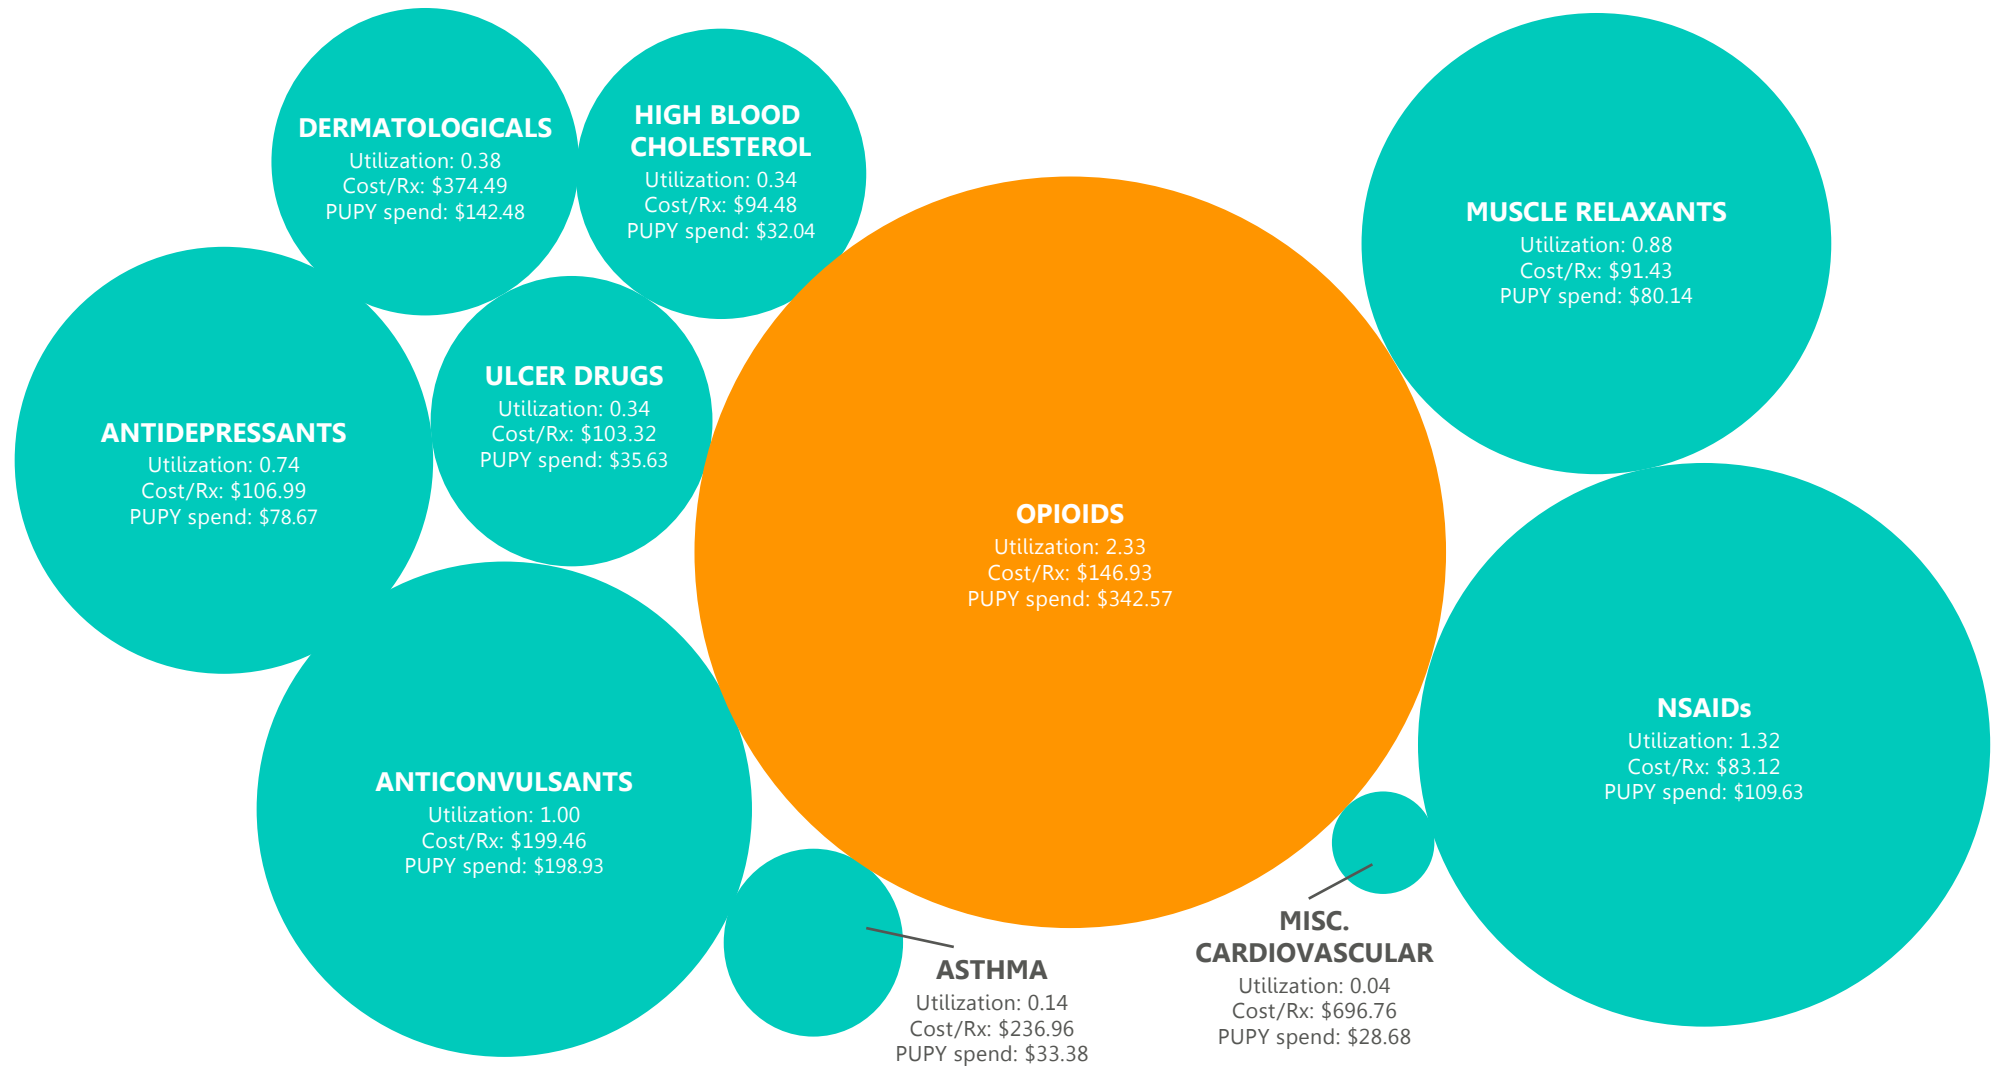 DERMATOLOGICALS
Utilization: 0.38
Cost/Rx: $374.49
PUPY spend: $142.48
HIGH BLOOD
CHOLESTEROL
Utilization: 0.34
Cost/Rx: $94.48
PUPY spend: $32.04
MUSCLE RELAXANTS
Utilization: 0.88
Cost/Rx: $91.43
PUPY spend: $80.14
ULCER DRUGS
Utilization: 0.34
Cost/Rx: $103.32
PUPY spend: $35.63
ANTIDEPRESSANTS
Utilization: 0.74
Cost/Rx: $106.99
PUPY spend: $78.67
OPIOIDS
Utilization: 2.33
Cost/Rx: $146.93
PUPY spend: $342.57
NSAIDs
Utilization: 1.32
Cost/Rx: $83.12
PUPY spend: $109.63
ANTICONVULSANTS
Utilization: 1.00
Cost/Rx: $199.46
PUPY spend: $198.93
ASTHMA
Utilization: 0.14
Cost/Rx: $236.96
PUPY spend: $33.38
MISC.
CARDIOVASCULAR
Utilization: 0.04
Cost/Rx: $696.76
PUPY spend: $28.68